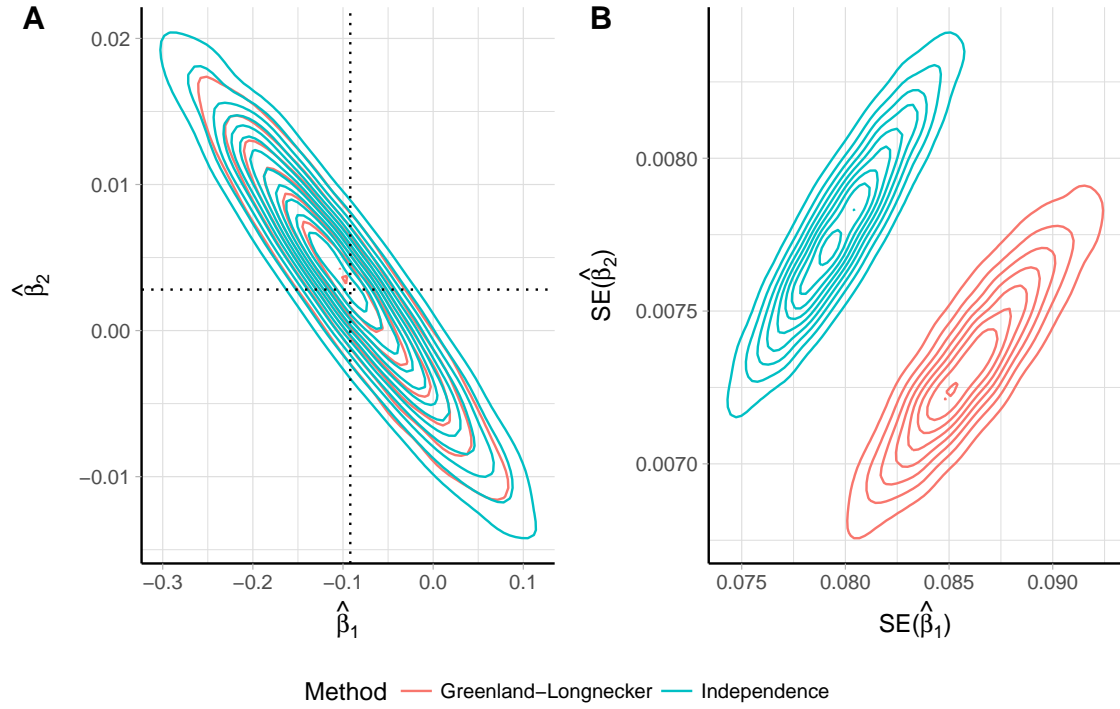 A
0.02
0.01
0.00
−0.01
β̂₂
−0.3
−0.2
−0.1
0.0
0.1
β̂₁
B
0.0080
0.0075
0.0070
SE(β̂₂)
0.075
0.080
0.085
0.090
SE(β̂₁)
Method Greenland−Longnecker Independence